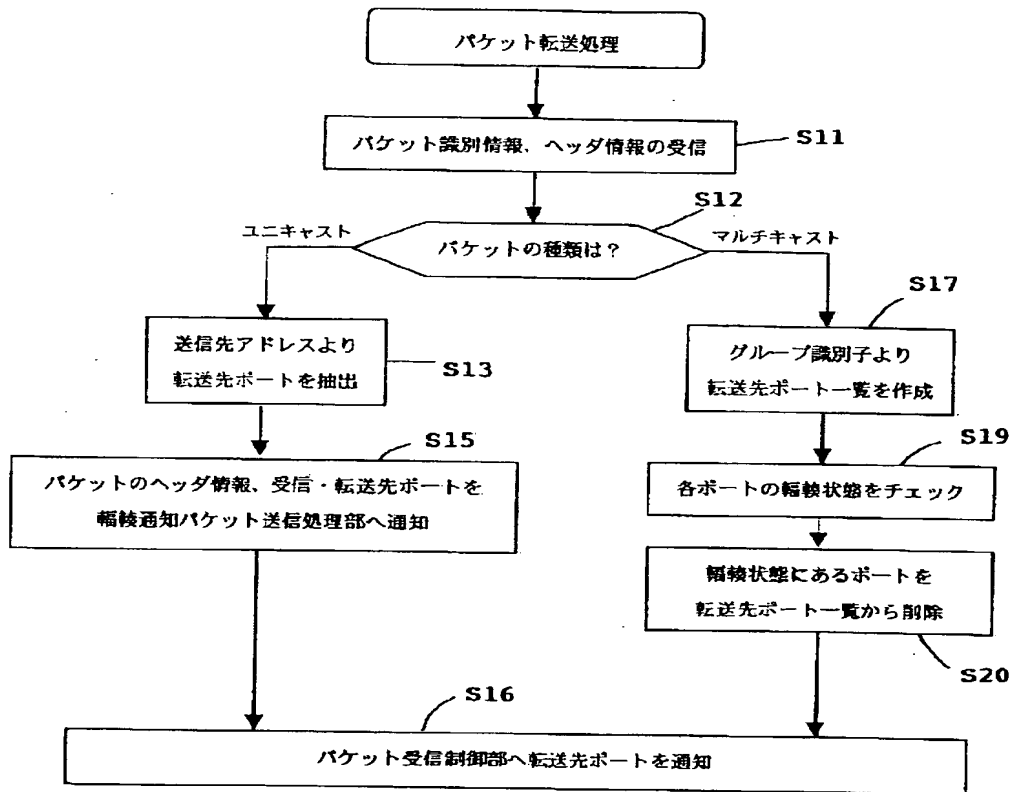 パケット転送処理
パケット識別情報、ヘッダ情報の受信
S11
S12
パケットの種類は？
ユニキャスト
マルチキャスト
送信先アドレスより
転送先ポートを抽出
S13
S17
グループ識別子より
転送先ポート一覧を作成
S15
パケットのヘッダ情報、受信・転送先ポートを
輻輳通知パケット送信処理部へ通知
S19
各ポートの輻輳状態をチェック
輻輳状態にあるポートを
転送先ポート一覧から削除
S20
S16
パケット受信制御部へ転送先ポートを通知